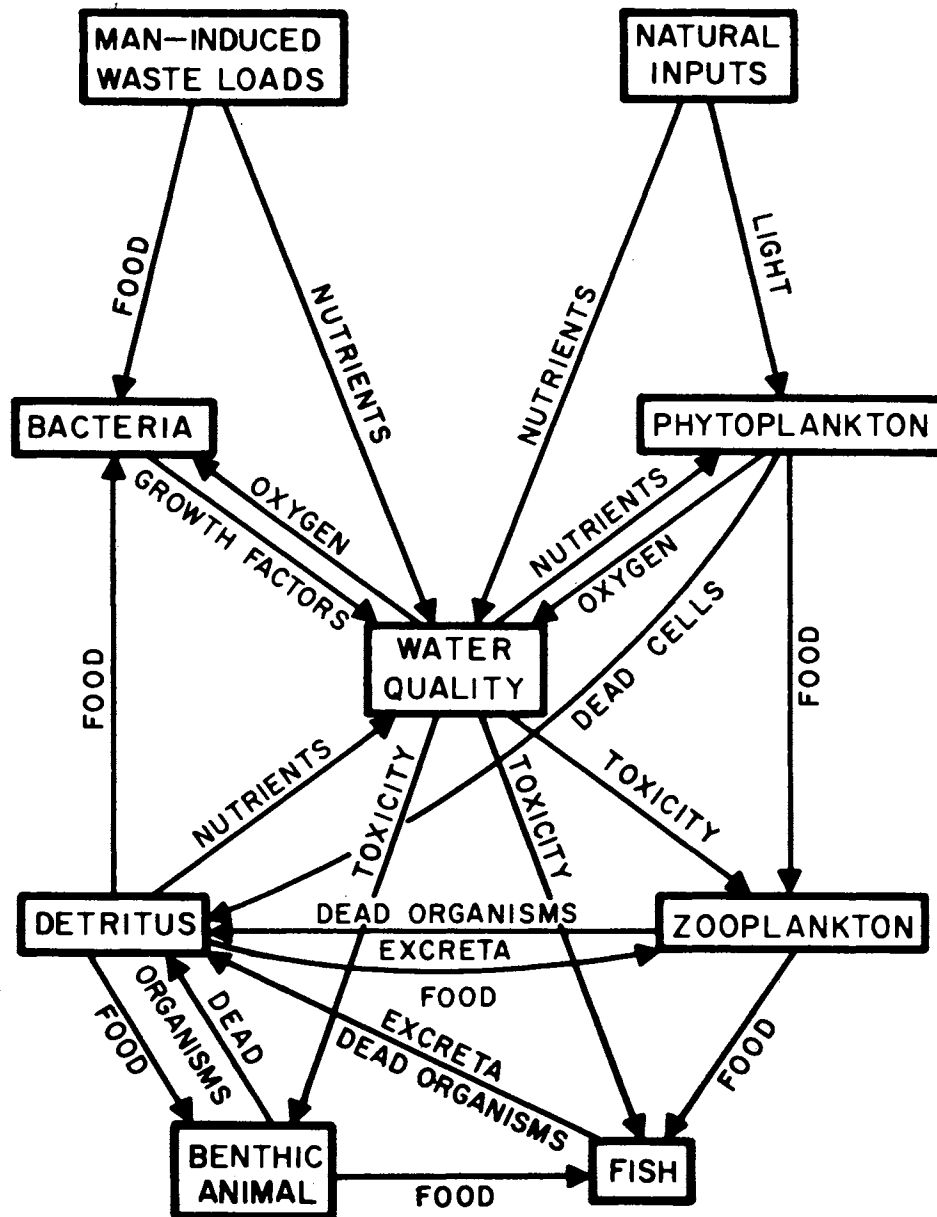 MAN-INDUCED
WASTE LOADS
NATURAL
INPUTS
FOOD
NUTRIENTS
NUTRIENTS
LIGHT
BACTERIA
PHYTOPLANKTON
OXYGEN
GROWTH FACTORS
NUTRIENTS
OXYGEN
WATER
QUALITY
DEAD CELLS
FOOD
FOOD
NUTRIENTS
TOXICITY
TOXICITY
TOXICITY
DETRITUS
DEAD ORGANISMS
EXCRETA
FOOD
ZOOPLANKTON
FOOD
ORGANISMS
DEAD
EXCRETA
DEAD ORGANISMS
FOOD
BENTHIC
ANIMAL
FOOD
FISH